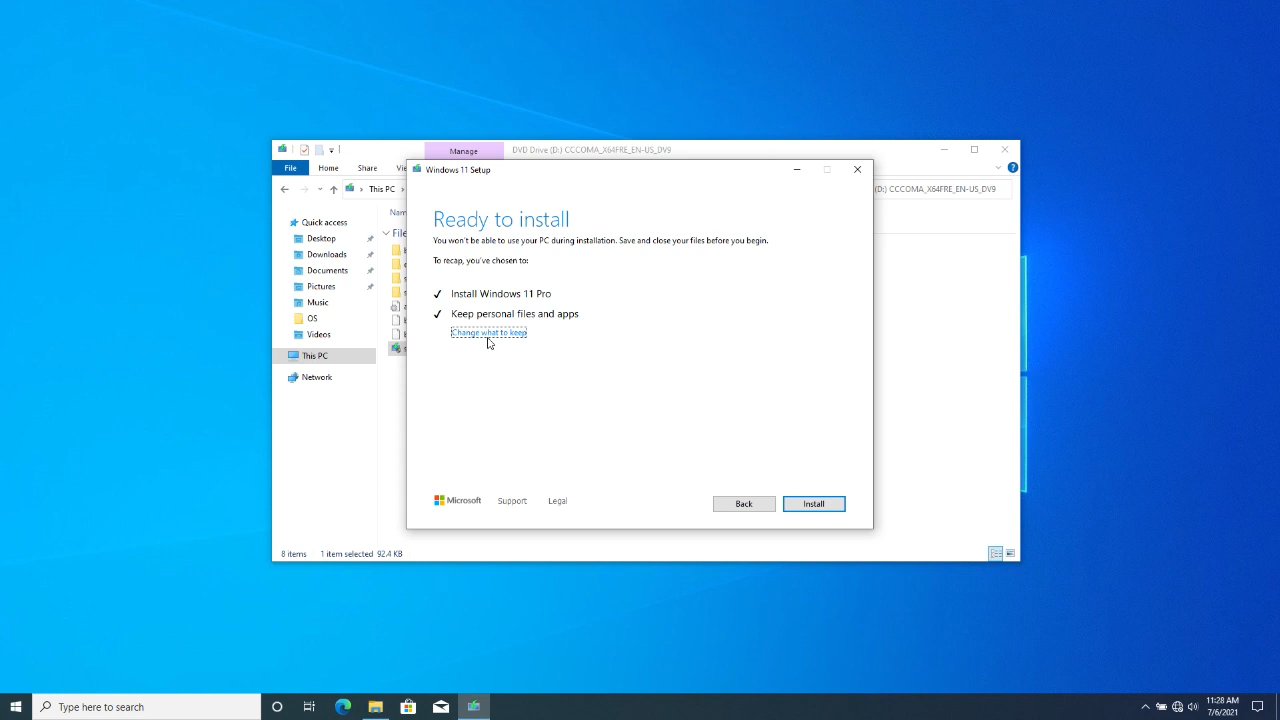 Manage
DVD Drive (D:) CCCOMA_X64FRE_EN-US_DV9
File
Home
Share
This PC
(D:) CCCOMA_X64FRE_EN-US_DV9
Windows 11 Setup
Ready to install
You won't be able to use your PC during installation. Save and close your files before you begin.
To recap, you've chosen to:
✓ Install Windows 11 Pro
✓ Keep personal files and apps
Change what to keep
Microsoft
Support
Legal
Back
Install
Quick access
Desktop
Downloads
Documents
Pictures
Music
OS
Videos
This PC
Network
8 items
1 item selected 92.4 KB
Type here to search
11:28 AM
7/6/2021